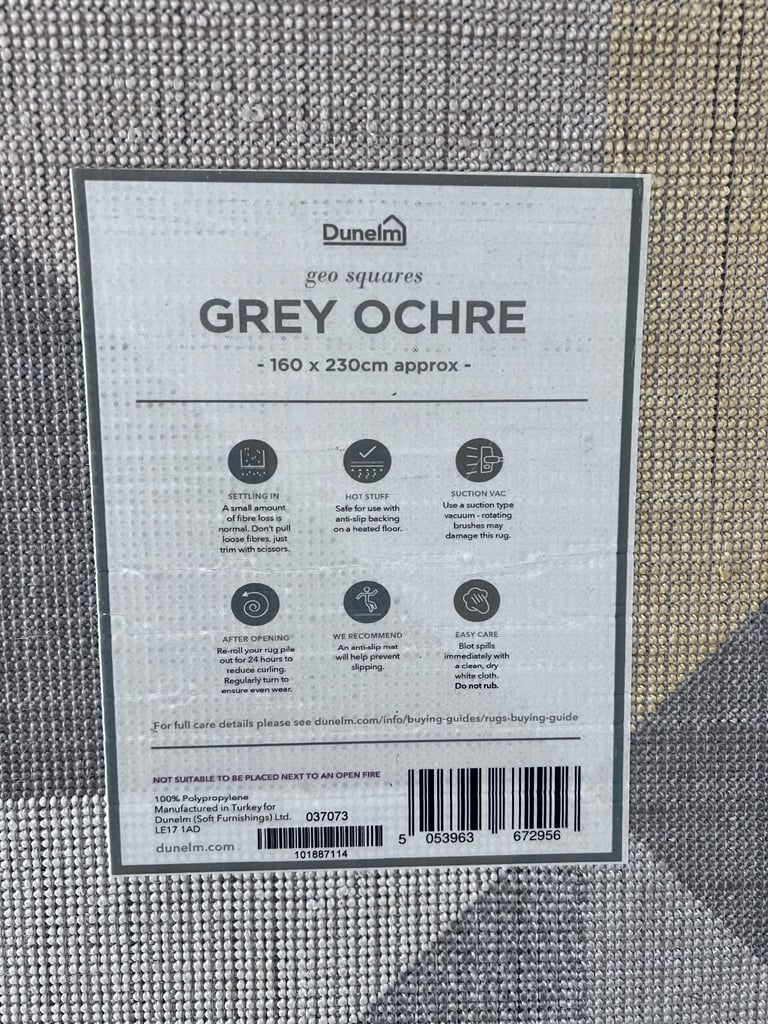 Dunelm
geo squares
GREY OCHRE
- 160 x 230cm approx -
SETTLING IN
A small amount
of fibre loss is
normal. Don't pull
loose fibres, just
trim with scissors.
HOT STUFF
Safe for use with
anti-slip backing
on a heated floor.
SUCTION VAC
Use a suction type
vacuum - rotating
brushes may
damage this rug.
AFTER OPENING
Re-roll your rug pile
out for 24 hours to
reduce curling.
Regularly turn to
ensure even wear.
WE RECOMMEND
An anti-slip mat
will help prevent
slipping.
EASY CARE
Blot spills
immediately with
a clean, dry
white cloth.
Do not rub.
For full care details please see dunelm.com/info/buying-guides/rugs-buying-guide
NOT SUITABLE TO BE PLACED NEXT TO AN OPEN FIRE
100% Polypropylene
Manufactured in Turkey for
Dunelm (Soft Furnishings) Ltd.
LE17 1AD
dunelm.com
037073
101887114
5 053963 672956